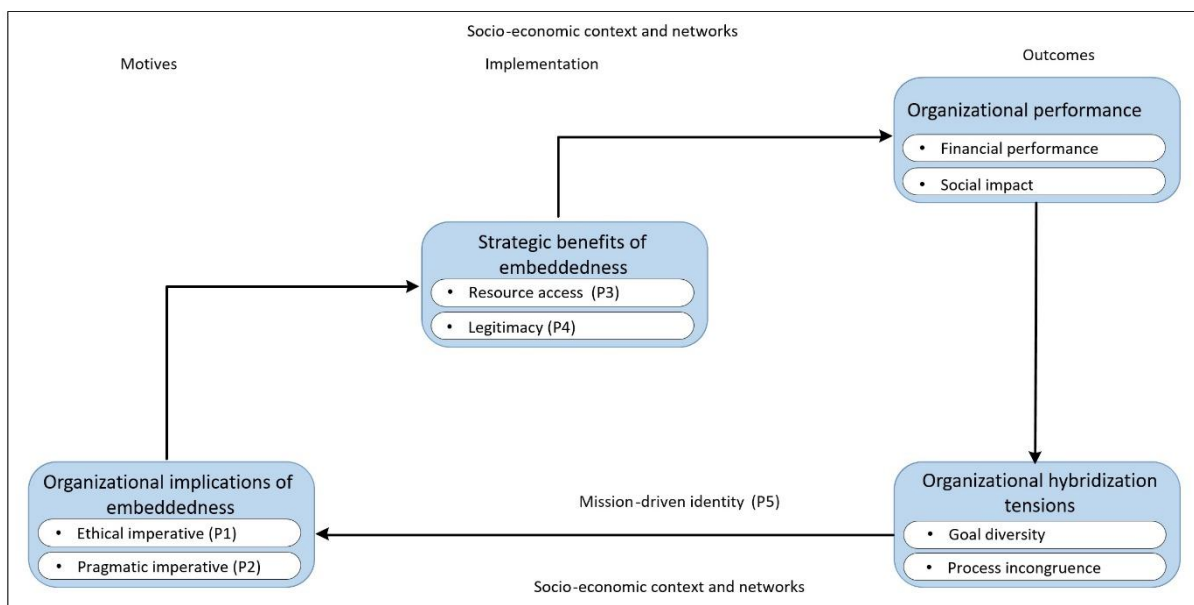 Socio-economic context and networks
Motives
Implementation
Outcomes
Organizational performance
• Financial performance
• Social impact
Strategic benefits of
embeddedness
• Resource access (P3)
• Legitimacy (P4)
Organizational implications of
embeddedness
• Ethical imperative (P1)
• Pragmatic imperative (P2)
Mission-driven identity (P5)
Organizational hybridization
tensions
• Goal diversity
• Process incongruence
Socio-economic context and networks